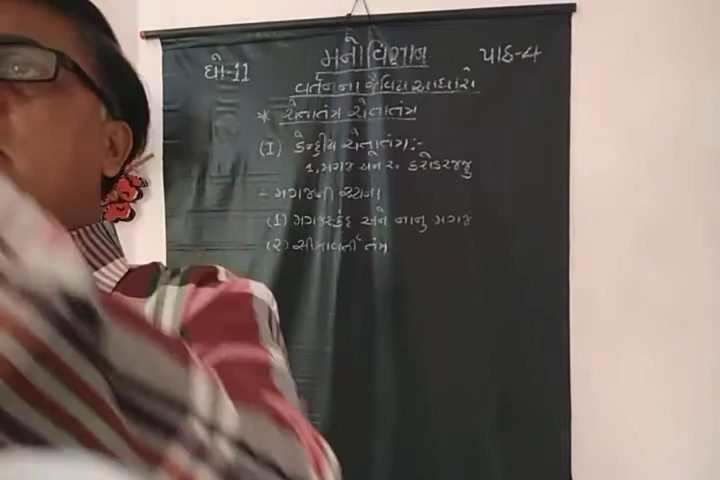 ધો-11 મનોવિજ્ઞાન પાઠ-4
વર્તનના જૈવિક આધારો
* ચેતાતંત્ર ચેતાતંત્ર
(I) કેન્દ્રીય ચેતાતંત્ર :-
1, મગજ અને 2. કરોડરજ્જુ
- મગજની રચના
(1) મગજસ્કંદ અને નાનુ મગજ
(2) સીમાવર્તી તંત્ર